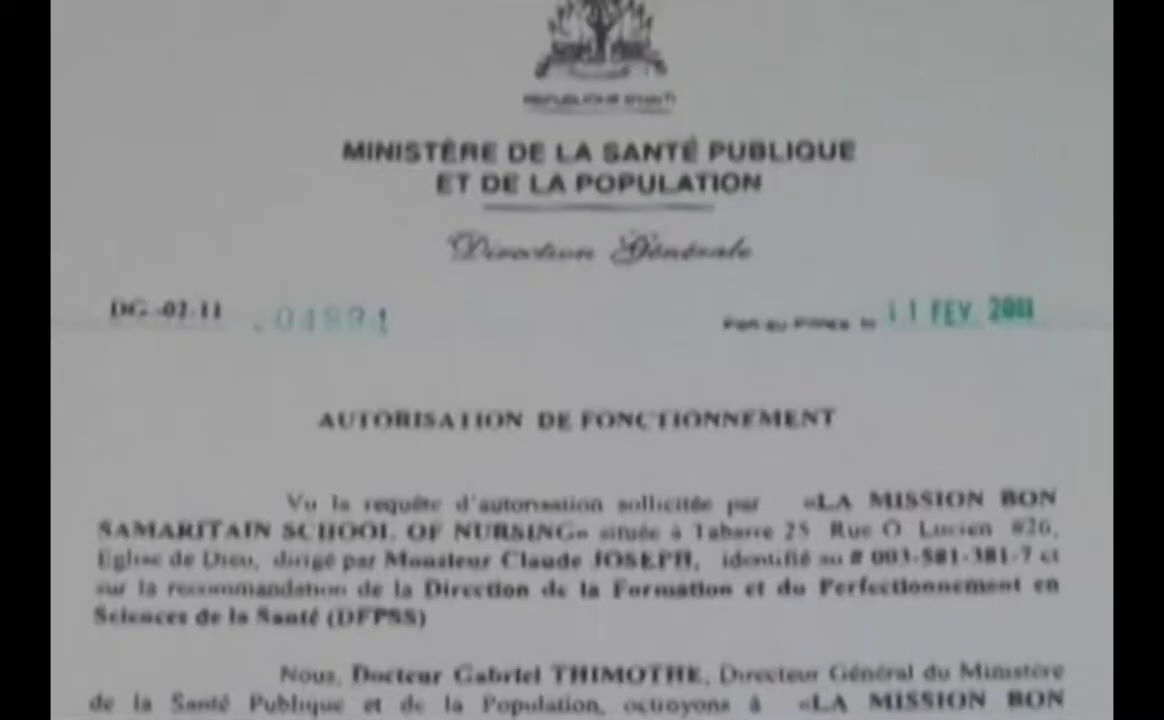 REPUBLIQUE D'HAITI
MINISTÈRE DE LA SANTÉ PUBLIQUE
ET DE LA POPULATION
Direction Générale
DG-02-11
11 FEV 2011
AUTORISATION DE FONCTIONNEMENT
Vu la requête d'autorisation sollicitée par «LA MISSION BON
SAMARITAIN SCHOOL OF NURSING» située à Tabarre 25 Rue O Lucien #26,
Eglise de Dieu, dirigé par Monsieur Claude JOSEPH, identifié au # 003-581-381-7 et
sur la recommandation de la Direction de la Formation et du Perfectionnement en
Sciences de la Santé (DFPSS)
Nous, Docteur Gabriel THIMOTHE, Directeur Général du Ministère
de la Santé Publique et de la Population, octroyons à «LA MISSION BON